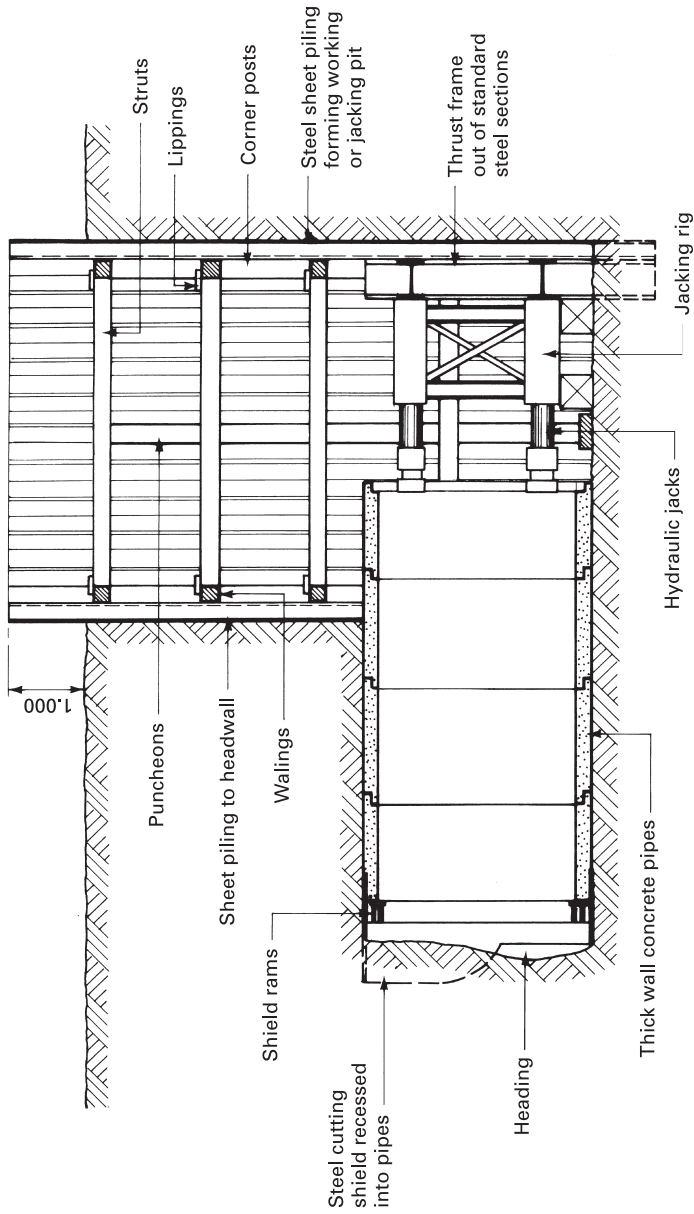 Struts
Lippings
Corner posts
Steel sheet piling
forming working
or jacking pit
Thrust frame
out of standard
steel sections
Jacking rig
Hydraulic jacks
1.000
Puncheons
Sheet piling to headwall
Walings
Shield rams
Steel cutting
shield recessed
into pipes
Heading
Thick wall concrete pipes